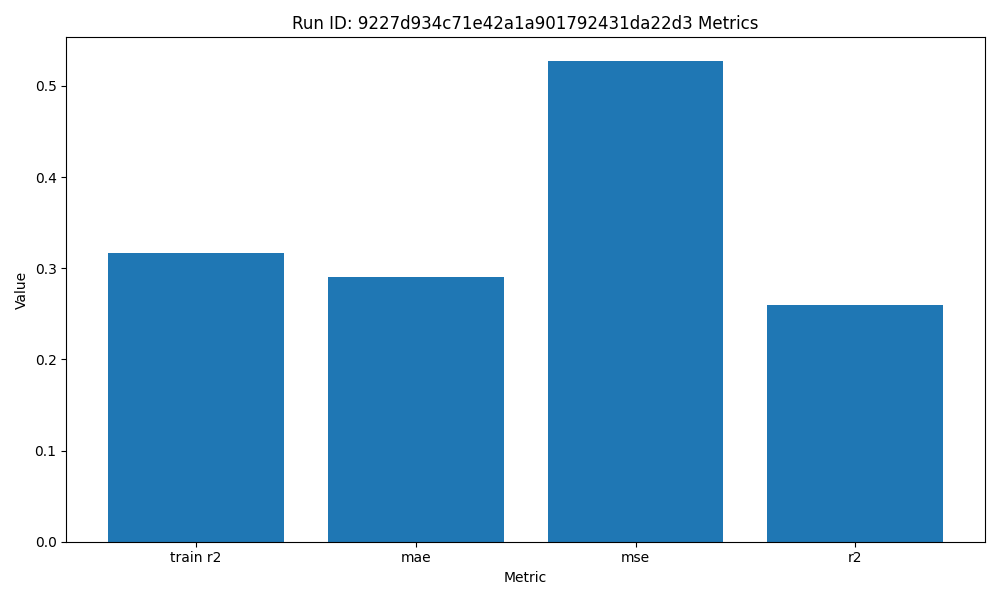 Run ID: 9227d934c71e42a1a901792431da22d3 Metrics
Value
0.5
0.4
0.3
0.2
0.1
0.0
train r2 mae mse r2
Metric